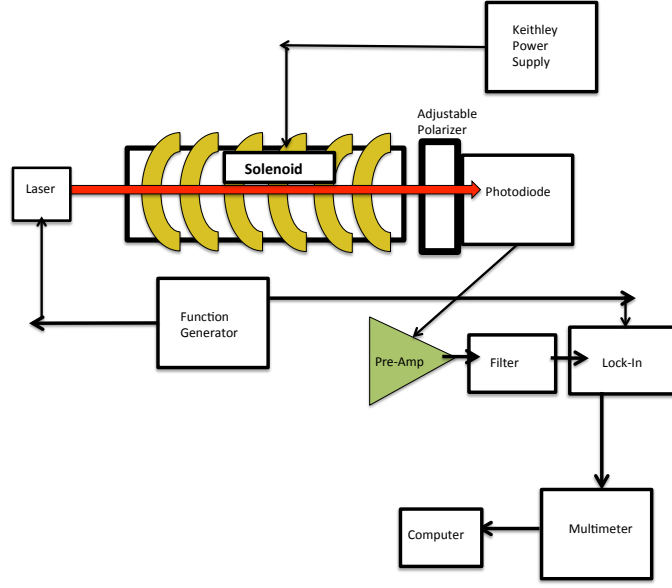 Keithley
Power
Supply
Adjustable
Polarizer
Solenoid
Laser
Photodiode
Function
Generator
Pre-Amp
Filter
Lock-In
Computer
Multimeter